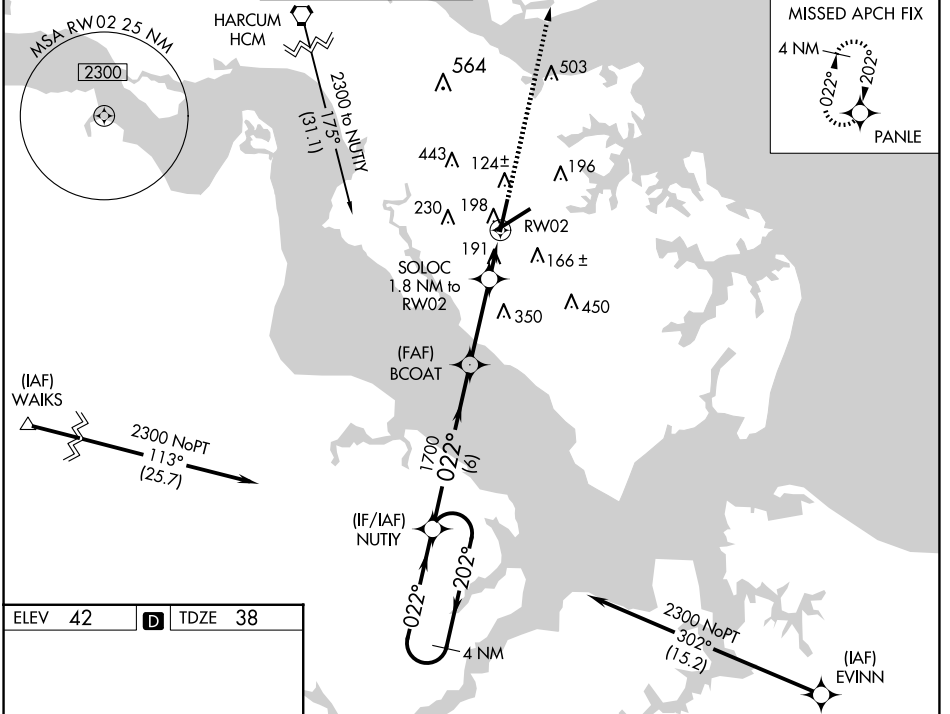 MSA RW02 25 NM
2300
HARCUM
HCM
2300 to NUTIY
175°
(31.1)
564
503
443
124±
196
230
198
RW02
191
166 ±
SOLOC
1.8 NM to
RW02
350
450
(FAF)
BCOAT
(IAF)
WAIKS
2300 NoPT
113°
(25.7)
1700
022°
(6)
(IF/IAF)
NUTIY
022°
202°
4 NM
2300 NoPT
302°
(15.2)
(IAF)
EVINN
MISSED APCH FIX
4 NM
022°
202°
PANLE
ELEV 42 D TDZE 38